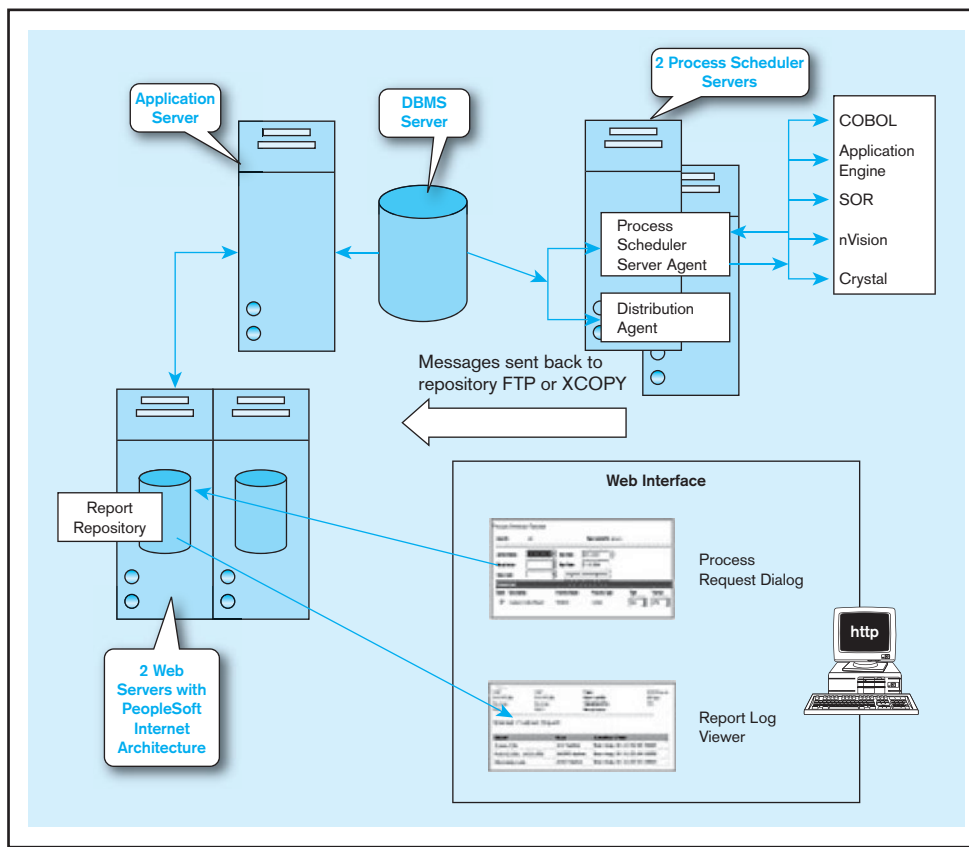 2 Process Scheduler
Servers
Application
Server
DBMS
Server
COBOL
Application
Engine
SOR
nVision
Crystal
Process
Scheduler
Server Agent
Distribution
Agent
Messages sent back to
repository FTP or XCOPY
Report
Repository
2 Web
Servers with
PeopleSoft
Internet
Architecture
Web Interface
Process
Request Dialog
http
Report Log
Viewer